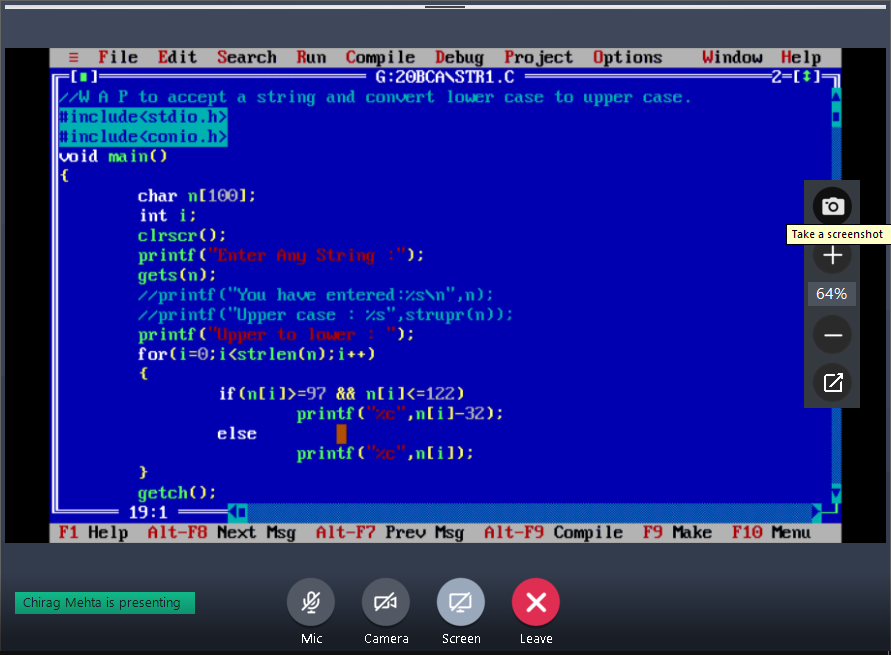 ≡ File Edit Search Run Compile Debug Project Options Window Help
[■] G:20BCA\STR1.C 2=[↕]
//W A P to accept a string and convert lower case to upper case.
#include<stdio.h>
#include<conio.h>
void main()
{
char n[100];
int i;
clrscr();
printf("Enter Any String :");
gets(n);
//printf("You have entered:%s\n",n);
//printf("Upper case : %s",strupr(n));
printf("Upper to lower : ");
for(i=0;i<strlen(n);i++)
{
if(n[i]>=97 && n[i]<=122)
printf("%c",n[i]-32);
else
printf("%c",n[i]);
}
getch();
19:1
F1 Help Alt-F8 Next Msg Alt-F7 Prev Msg Alt-F9 Compile F9 Make F10 Menu
Take a screenshot
64%
Chirag Mehta is presenting
Mic Camera Screen Leave